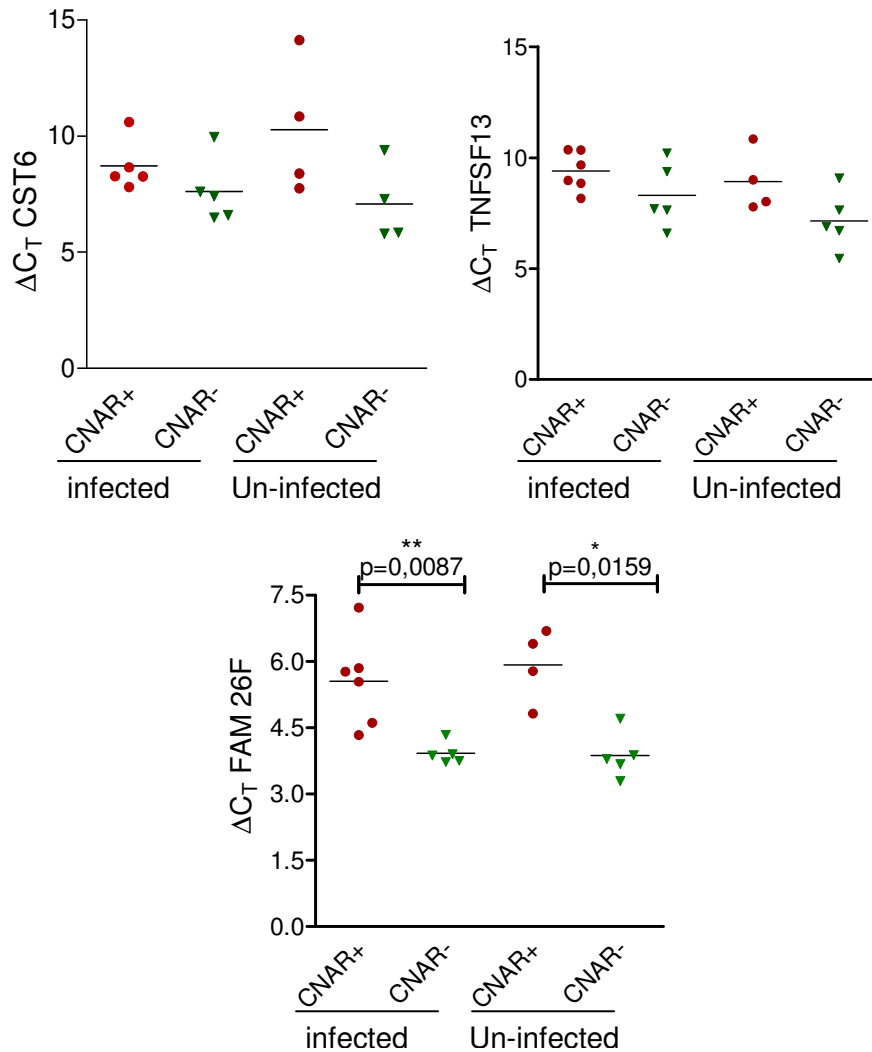 15
10
5
0
ΔCT CST6
CNAR+
CNAR-
CNAR+
CNAR-
infected
Un-infected
15
10
5
0
ΔCT TNFSF13
CNAR+
CNAR-
CNAR+
CNAR-
infected
Un-infected
**
p=0,0087
*
p=0,0159
7.5
6.0
4.5
3.0
1.5
0.0
ΔCT FAM 26F
CNAR+
CNAR-
CNAR+
CNAR-
infected
Un-infected